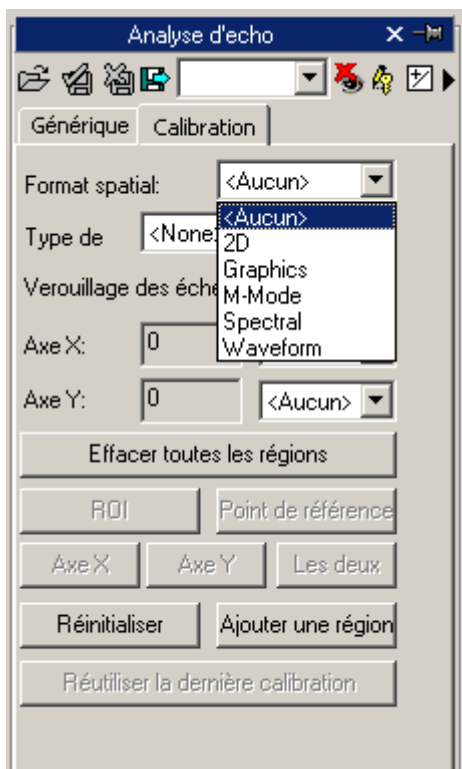 Analyse d'echo
Générique Calibration
Format spatial: <Aucun>
<Aucun>
Type de <None>
2D
Graphics
Verouillage des éche
M-Mode
Spectral
Axe X: 0
Waveform
Axe Y: 0 <Aucun>
Effacer toutes les régions
ROI Point de référence
Axe X Axe Y Les deux
Réinitialiser Ajouter une région
Réutiliser la dernière calibration